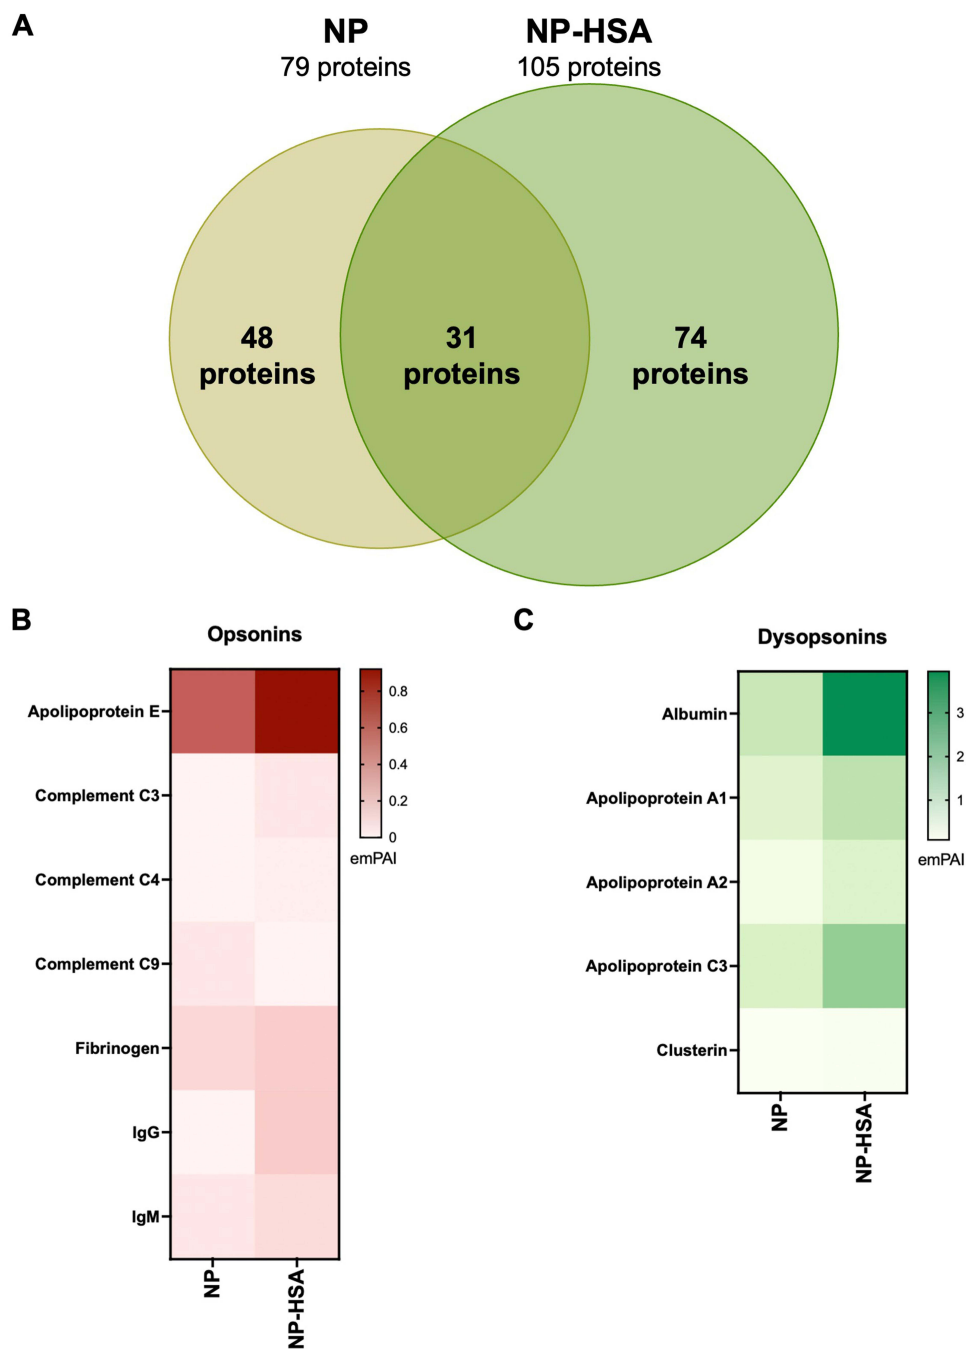 A
NP
NP-HSA
79 proteins
105 proteins
48
proteins
31
proteins
74
proteins
B
Opsonins
Apolipoprotein E
Complement C3
Complement C4
Complement C9
Fibrinogen
IgG
IgM
NP
NP-HSA
0.8
0.6
0.4
0.2
0
emPAI
C
Dysopsonins
Albumin
Apolipoprotein A1
Apolipoprotein A2
Apolipoprotein C3
Clusterin
NP
NP-HSA
3
2
1
emPAI